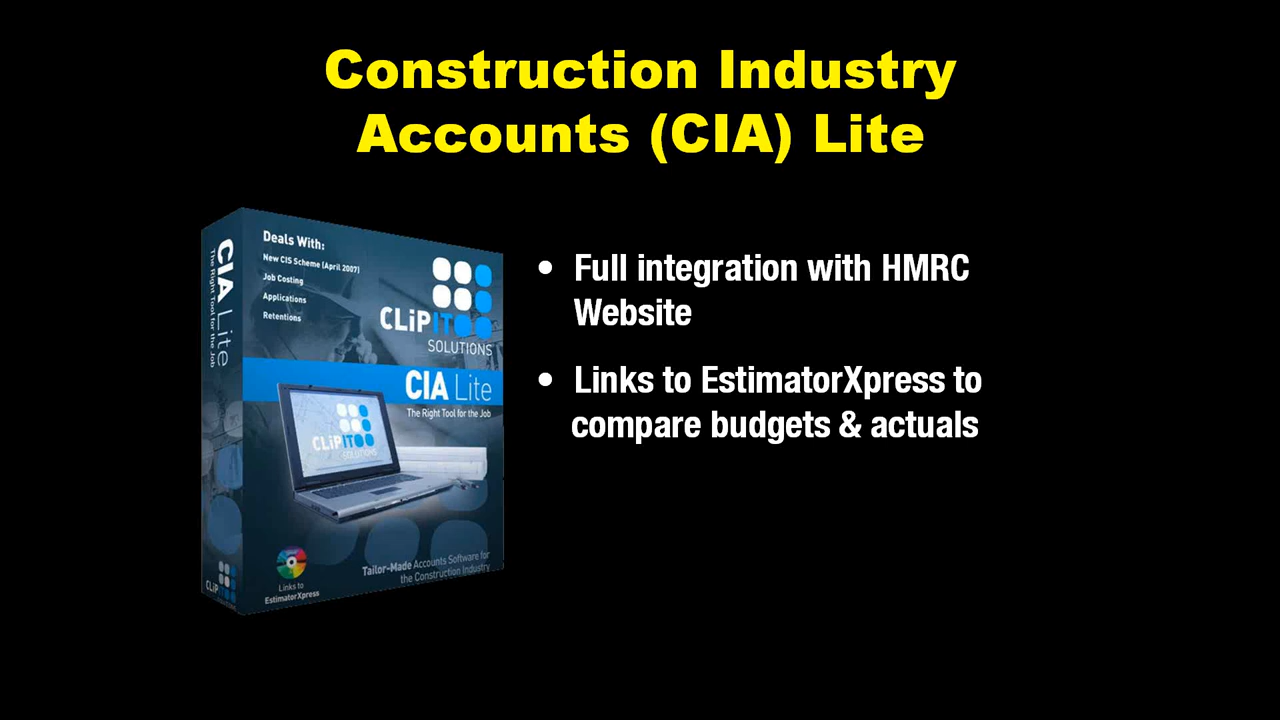 Construction Industry
Accounts (CIA) Lite
CIA Lite
The Right Tool for the Job
CLiP
Deals With:
New CIS Scheme (April 2007)
Job Costing
Applications
Retentions
CLiPIT
SOLUTIONS
CIA Lite
The Right Tool for the Job
CLiPIT
SOLUTIONS
Links to
EstimatorXpress
Tailor-Made Accounts Software for
the Construction Industry
• Full integration with HMRC
Website
• Links to EstimatorXpress to
compare budgets & actuals